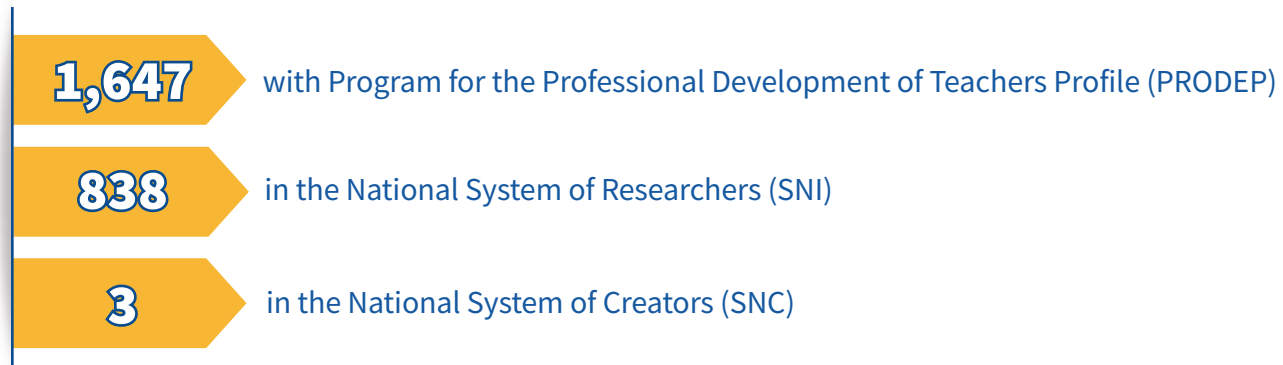 1,647 with Program for the Professional Development of Teachers Profile (PRODEP)
838 in the National System of Researchers (SNI)
3 in the National System of Creators (SNC)